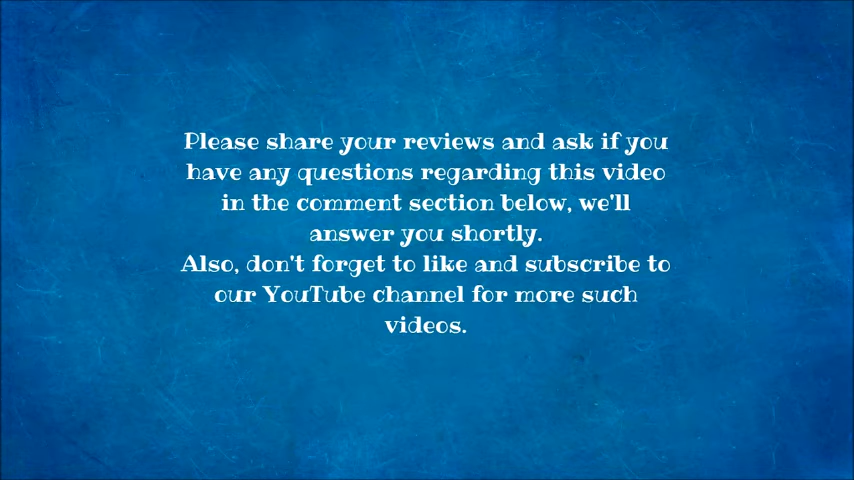 Please share your reviews and ask if you
have any questions regarding this video
in the comment section below, we'll
answer you shortly.
Also, don't forget to like and subscribe to
our YouTube channel for more such
videos.